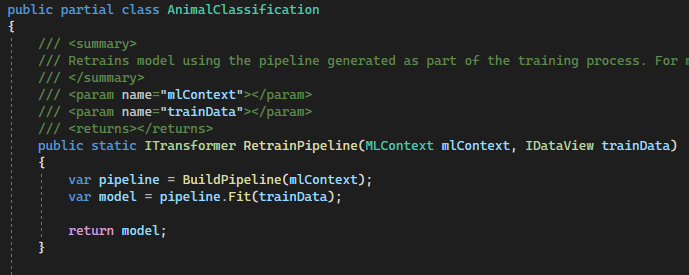 public partial class AnimalClassification
{
/// <summary>
/// Retrains model using the pipeline generated as part of the training process. For
/// </summary>
/// <param name="mlContext"></param>
/// <param name="trainData"></param>
/// <returns></returns>
public static ITransformer RetrainPipeline(MLContext mlContext, IDataView trainData)
{
var pipeline = BuildPipeline(mlContext);
var model = pipeline.Fit(trainData);
return model;
}